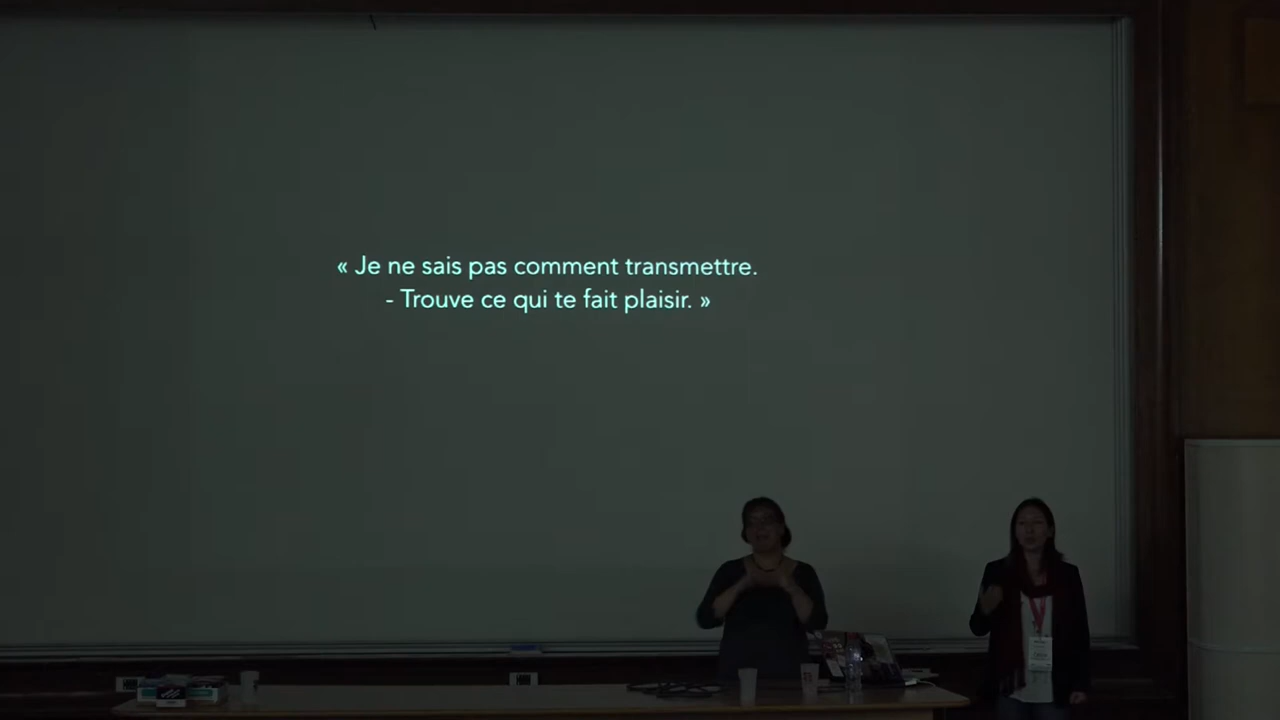 « Je ne sais pas comment transmettre.
- Trouve ce qui te fait plaisir. »